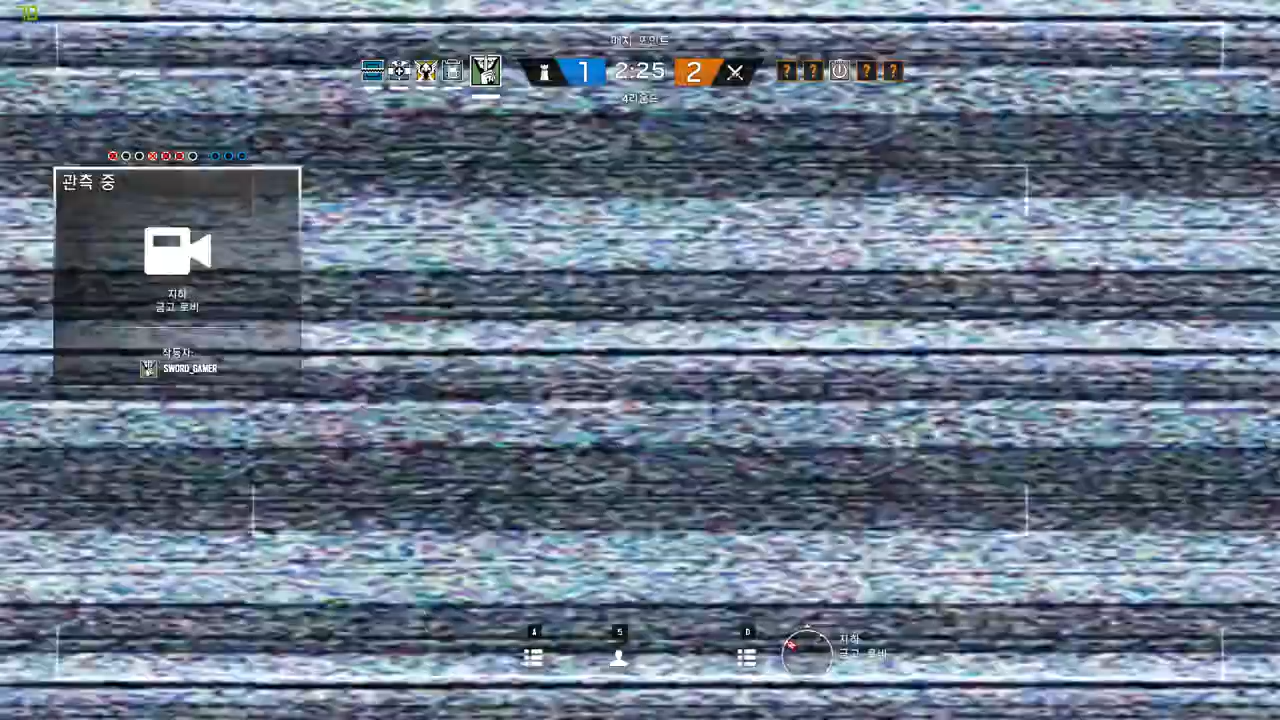 매치 포인트
1
2:25
2
? ? ? ?
4라운드
관측 중
지하
금고 로비
작동자:
SWORD_GAMER
A
S
D
지하
금고 로비